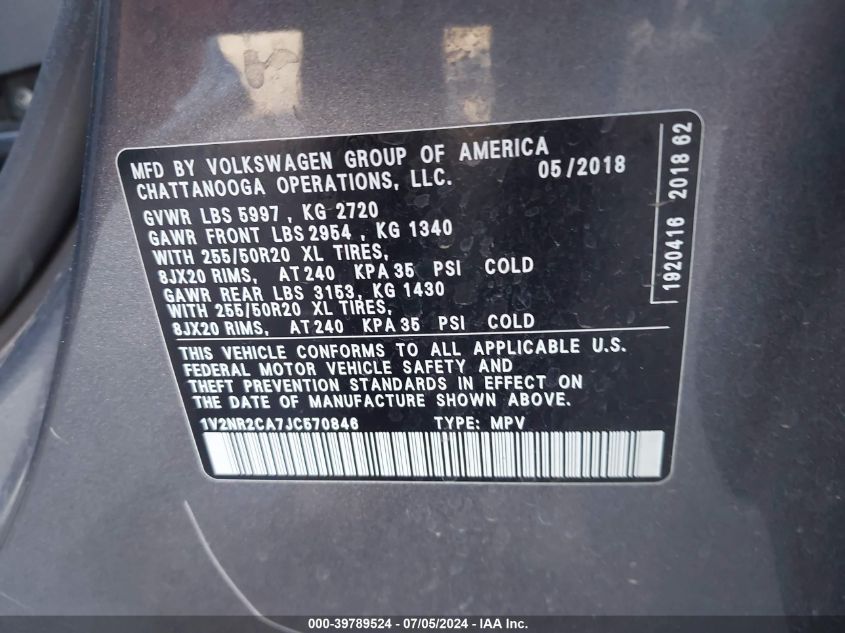 MFD BY VOLKSWAGEN GROUP OF AMERICA
CHATTANOOGA OPERATIONS, LLC. 05/2018
GVWR LBS 5997 , KG 2720
GAWR FRONT LBS 2954 , KG 1340
WITH 255/50R20 XL TIRES,
8JX20 RIMS, AT 240 KPA 35 PSI COLD
GAWR REAR LBS 3153, KG 1430
WITH 255/50R20 XL TIRES,
8JX20 RIMS, AT 240 KPA 35 PSI COLD
THIS VEHICLE CONFORMS TO ALL APPLICABLE U.S.
FEDERAL MOTOR VEHICLE SAFETY AND
THEFT PREVENTION STANDARDS IN EFFECT ON
THE DATE OF MANUFACTURE SHOWN ABOVE.
1V2NR2CA7JC570846 TYPE: MPV
1920416 2018 62
000-39789524 - 07/05/2024 - IAA Inc.